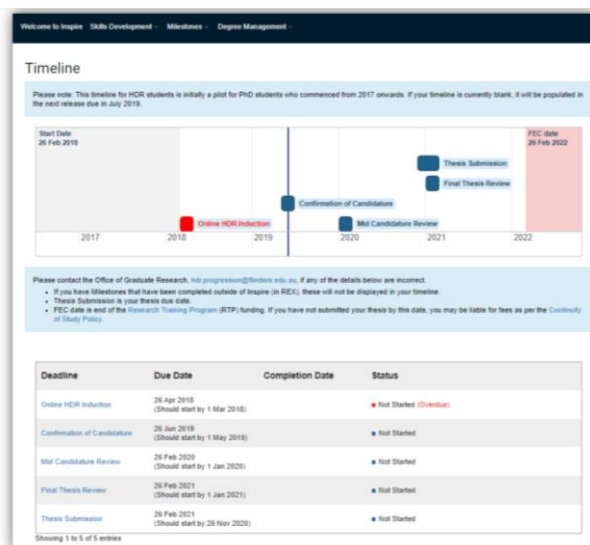 Welcome to Inspire Skills Development Milestones Degree Management
Timeline
Please note: This timeline for HDR students is initially a pilot for PhD students who commenced from 2017 onwards. If your timeline is currently blank, it will be populated in
the next release due in July 2019.
Start Date
26 Feb 2018
FEC date
26 Feb 2022
Thesis Submission
Final Thesis Review
Confirmation of Candidature
Online HDR Induction
Mid Candidature Review
2017 2018 2019 2020 2021 2022
Please contact the Office of Graduate Research, hdr.progression@flinders.edu.au, if any of the details below are incorrect
• If you have Milestones that have been completed outside of Inspire (in REX), these will not be displayed in your timeline.
• Thesis Submission is your thesis due date.
• FEC date is end of the Research Training Program (RTP) funding. If you have not submitted your thesis by this date, you may be liable for fees as per the Continuity
of Study Policy.
Deadline Due Date Completion Date Status
Online HDR Induction 26 Apr 2018 Not Started (Overdue)
(Should start by 1 Mar 2018)
Confirmation of Candidature 26 Jun 2019 Not Started
(Should start by 1 May 2019)
Mid Candidature Review 26 Feb 2020 Not Started
(Should start by 1 Jan 2020)
Final Thesis Review 26 Feb 2021 Not Started
(Should start by 1 Jan 2021)
Thesis Submission 26 Feb 2021 Not Started
(Should start by 26 Nov 2020)
Showing 1 to 5 of 5 entries